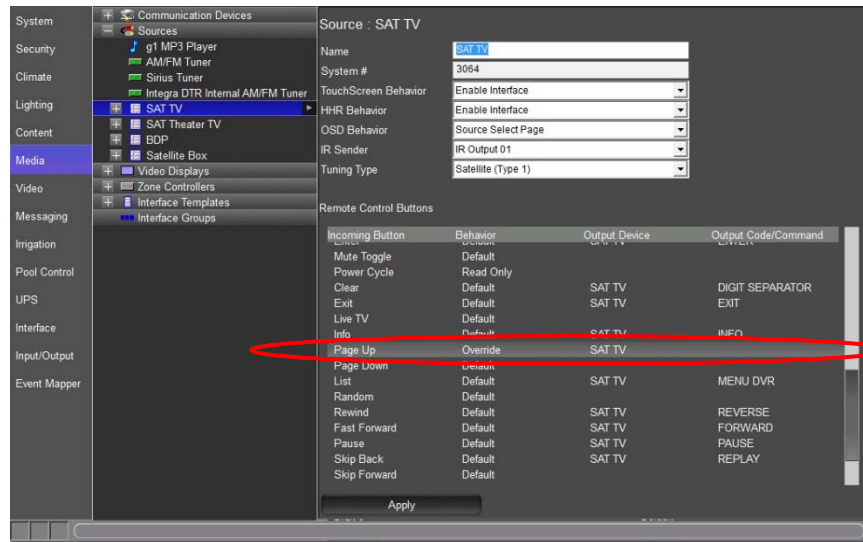 System
Security
Climate
Lighting
Content
Media
Video
Messaging
Irrigation
Pool Control
UPS
Interface
Input/Output
Event Mapper
Communication Devices
Sources
g1 MP3 Player
AM/FM Tuner
Sirius Tuner
Integra DTR Internal AM/FM Tuner
SAT TV
SAT Theater TV
BDP
Satellite Box
Video Displays
Zone Controllers
Interface Templates
Interface Groups
Source : SAT TV
Name SAT TV
System # 3064
TouchScreen Behavior Enable Interface
HHR Behavior Enable Interface
OSD Behavior Source Select Page
IR Sender IR Output 01
Tuning Type Satellite (Type 1)
Remote Control Buttons
Incoming Button Behavior Output Device Output Code/Command
Enter Default SAT TV ENTER
Mute Toggle Default
Power Cycle Read Only
Clear Default SAT TV DIGIT SEPARATOR
Exit Default SAT TV EXIT
Live TV Default
Info Default SAT TV INFO
Page Up Override SAT TV
Page Down Default
List Default SAT TV MENU DVR
Random Default
Rewind Default SAT TV REVERSE
Fast Forward Default SAT TV FORWARD
Pause Default SAT TV PAUSE
Skip Back Default SAT TV REPLAY
Skip Forward Default
Apply